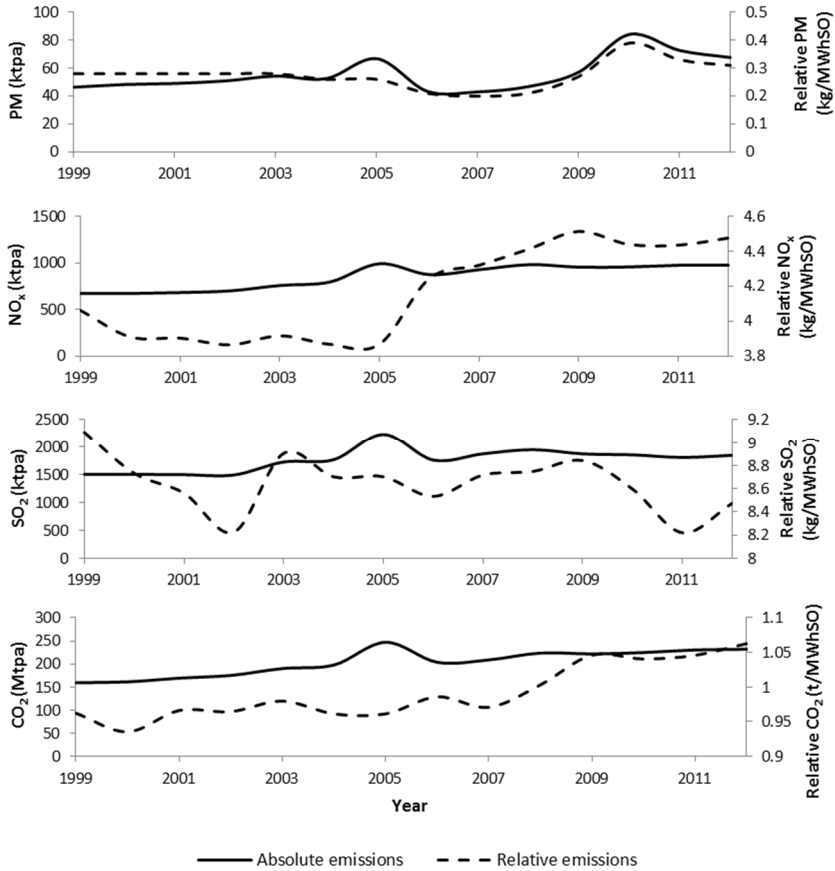 PM (ktpa)
100
80
60
40
20
0
0.5
0.4
0.3
0.2
0.1
0
Relative PM
(kg/MWhSO)
1999 2001 2003 2005 2007 2009 2011
NOx (ktpa)
1500
1000
500
0
4.6
4.4
4.2
4
3.8
Relative NOx
(kg/MWhSO)
1999 2001 2003 2005 2007 2009 2011
SO2 (ktpa)
2500
2000
1500
1000
500
0
9.2
9
8.8
8.6
8.4
8.2
8
Relative SO2
(kg/MWhSO)
1999 2001 2003 2005 2007 2009 2011
CO2 (Mtpa)
300
250
200
150
100
50
0
1.1
1.05
1
0.95
0.9
Relative CO2 (t/MWhSO)
1999 2001 2003 2005 2007 2009 2011
Year
Absolute emissions Relative emissions